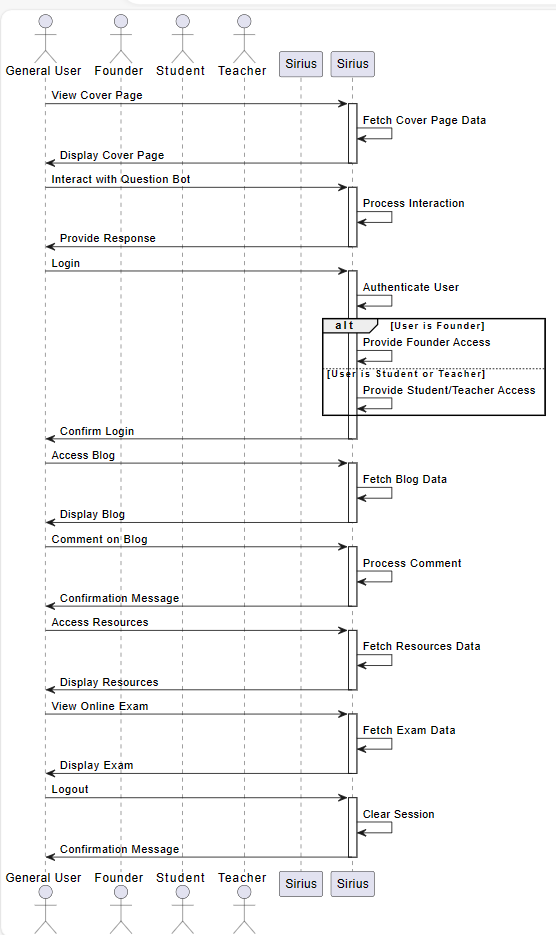 General User Founder Student Teacher Sirius Sirius
View Cover Page
Fetch Cover Page Data
Display Cover Page
Interact with Question Bot
Process Interaction
Provide Response
Login
Authenticate User
alt [User is Founder]
Provide Founder Access
[User is Student or Teacher]
Provide Student/Teacher Access
Confirm Login
Access Blog
Fetch Blog Data
Display Blog
Comment on Blog
Process Comment
Confirmation Message
Access Resources
Fetch Resources Data
Display Resources
View Online Exam
Fetch Exam Data
Display Exam
Logout
Clear Session
Confirmation Message
General User Founder Student Teacher Sirius Sirius